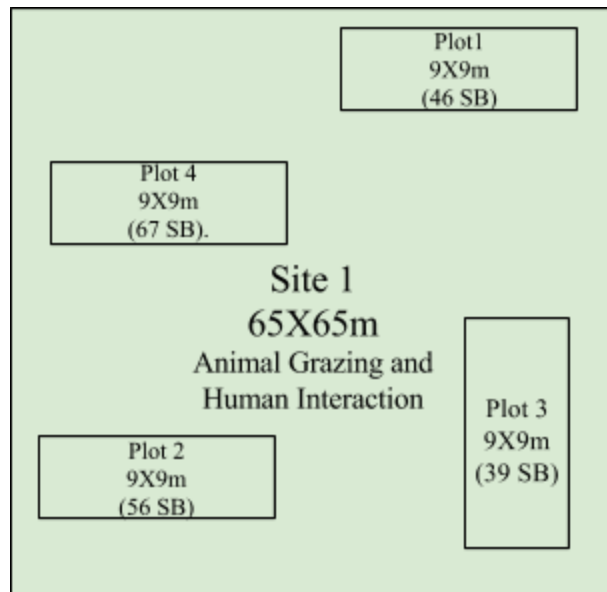 Plot1
9X9m
(46 SB)
Plot 4
9X9m
(67 SB).
Site 1
65X65m
Animal Grazing and
Human Interaction
Plot 3
9X9m
(39 SB)
Plot 2
9X9m
(56 SB)